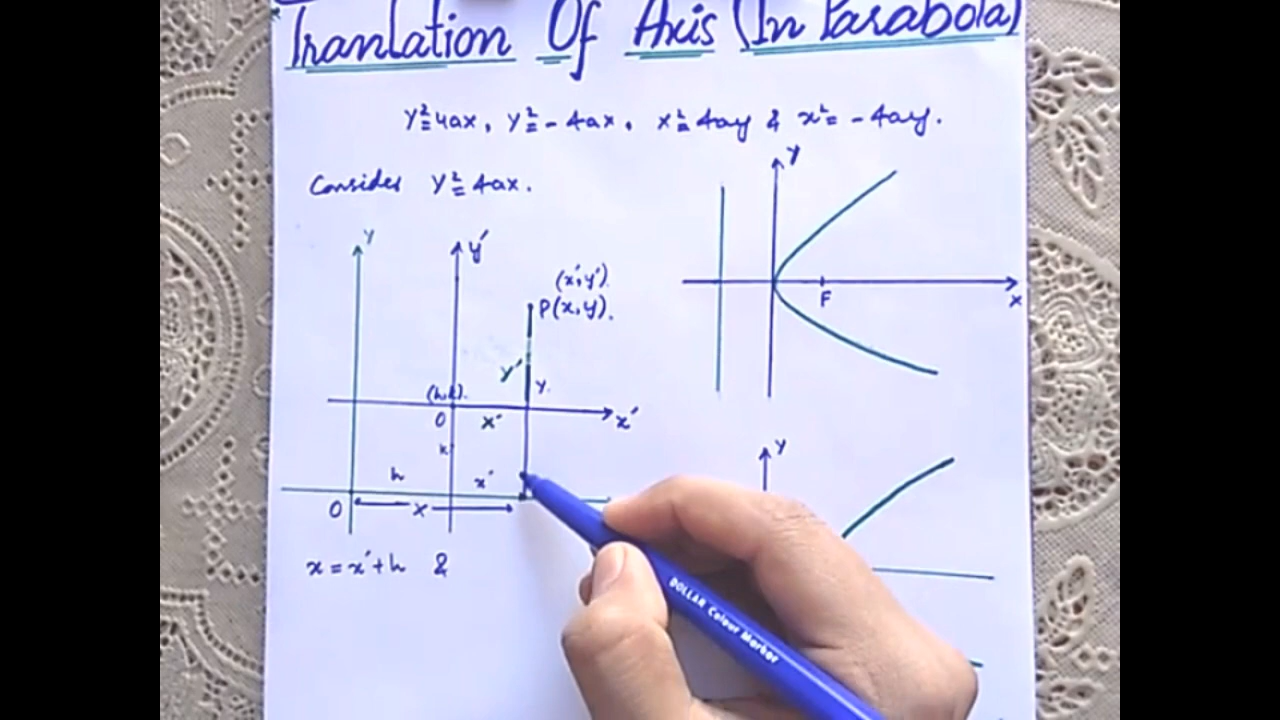 Tranlation Of Axis (In Parabola)
y² = 4ax, y² = - 4ax, x² = 4ay & x² = - 4ay.
Consider y² = 4ax.
y
y
y′
(x′, y′)
P(x, y).
F
x
y′
y.
(h, k).
O
x′
x′
k
y
h
x′
O
x
x = x′ + h &
DOLLAR Colour Marker